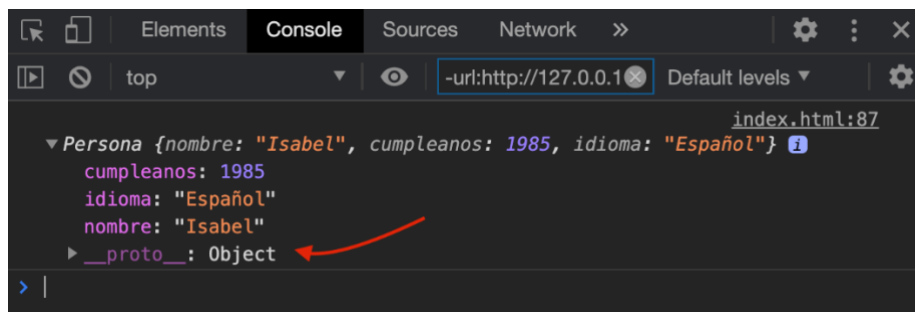 Elements Console Sources Network »
top -url:http://127.0.0.1 Default levels ▼
index.html:87
▼ Persona {nombre: "Isabel", cumpleanos: 1985, idioma: "Español"} i
cumpleanos: 1985
idioma: "Español"
nombre: "Isabel"
▶ __proto__: Object
>